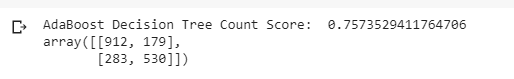 AdaBoost Decision Tree Count Score:  0.7573529411764706
array([[912, 179],
       [283, 530]])